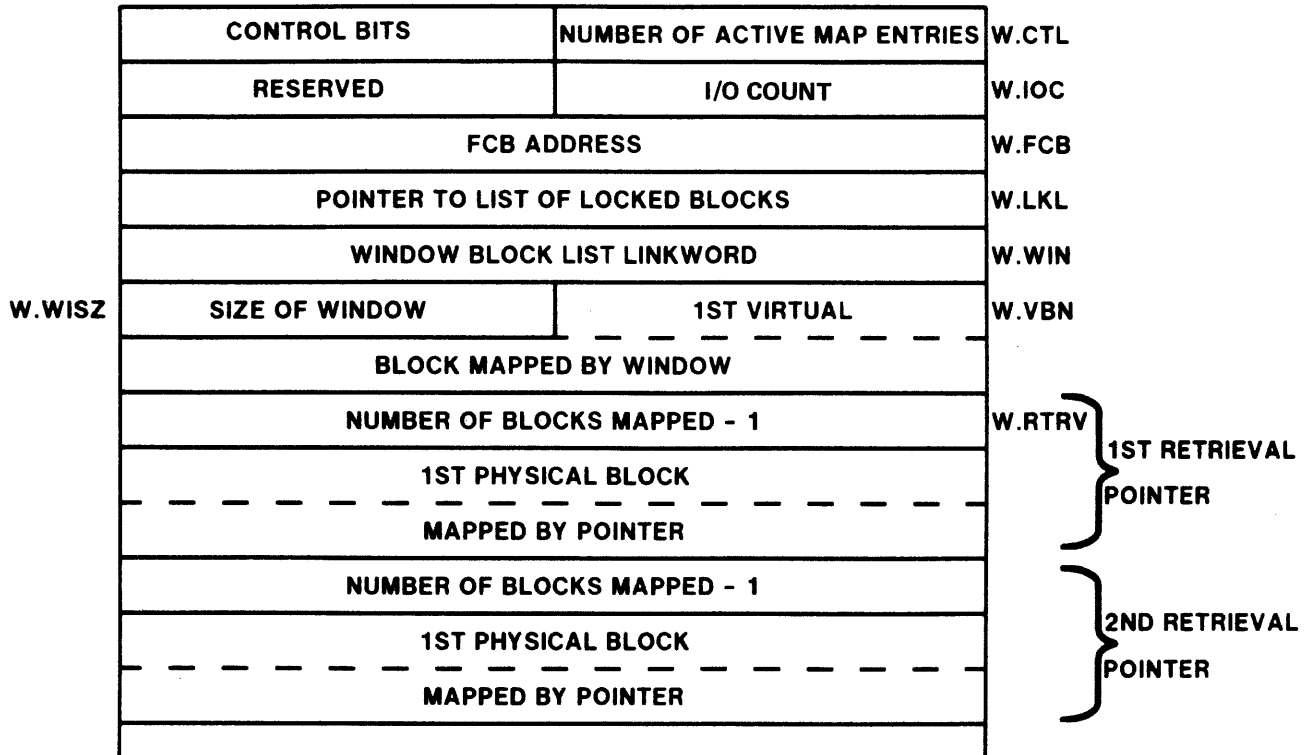 CONTROL BITS NUMBER OF ACTIVE MAP ENTRIES W.CTL
RESERVED I/O COUNT W.IOC
FCB ADDRESS W.FCB
POINTER TO LIST OF LOCKED BLOCKS W.LKL
WINDOW BLOCK LIST LINKWORD W.WIN
W.WISZ SIZE OF WINDOW 1ST VIRTUAL W.VBN
BLOCK MAPPED BY WINDOW
NUMBER OF BLOCKS MAPPED - 1 W.RTRV
1ST RETRIEVAL
1ST PHYSICAL BLOCK
POINTER
MAPPED BY POINTER
NUMBER OF BLOCKS MAPPED - 1
2ND RETRIEVAL
1ST PHYSICAL BLOCK
POINTER
MAPPED BY POINTER